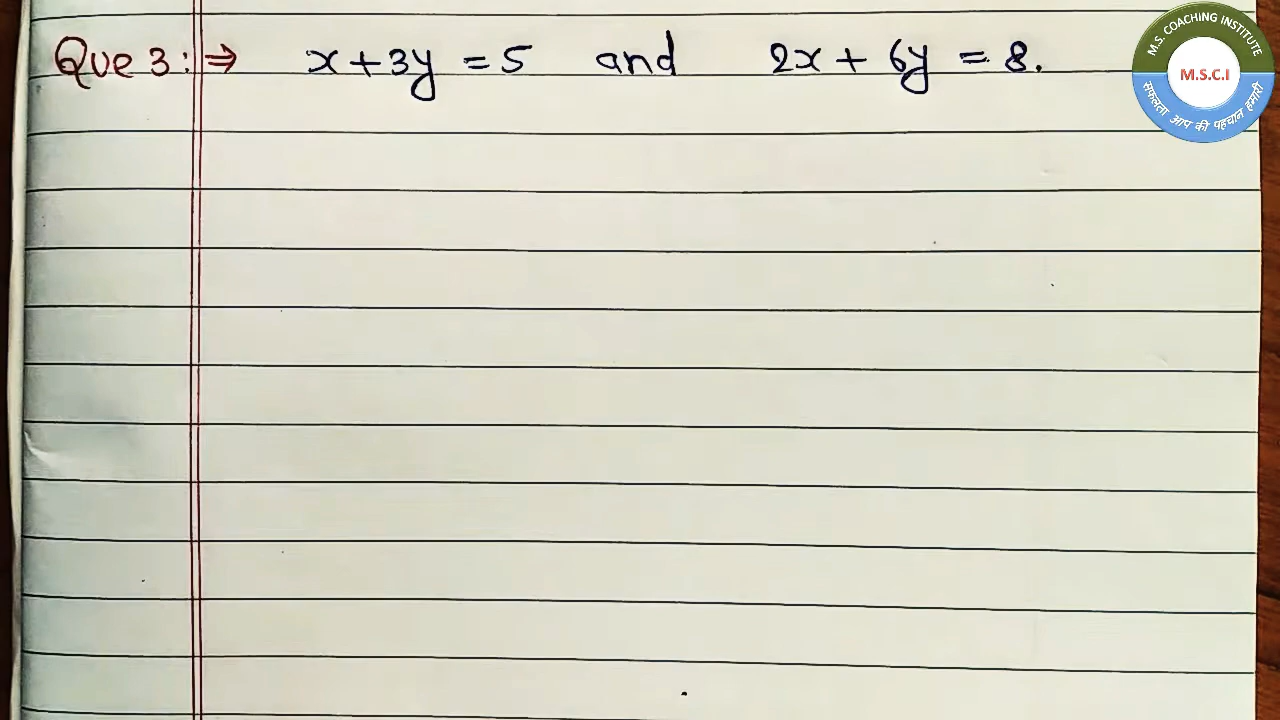 Que 3:⇒ x + 3y = 5 and 2x + 6y = 8.
M.S. COACHING INSTITUTE
M.S.C.I
सफलता आप की पहचान हमारी